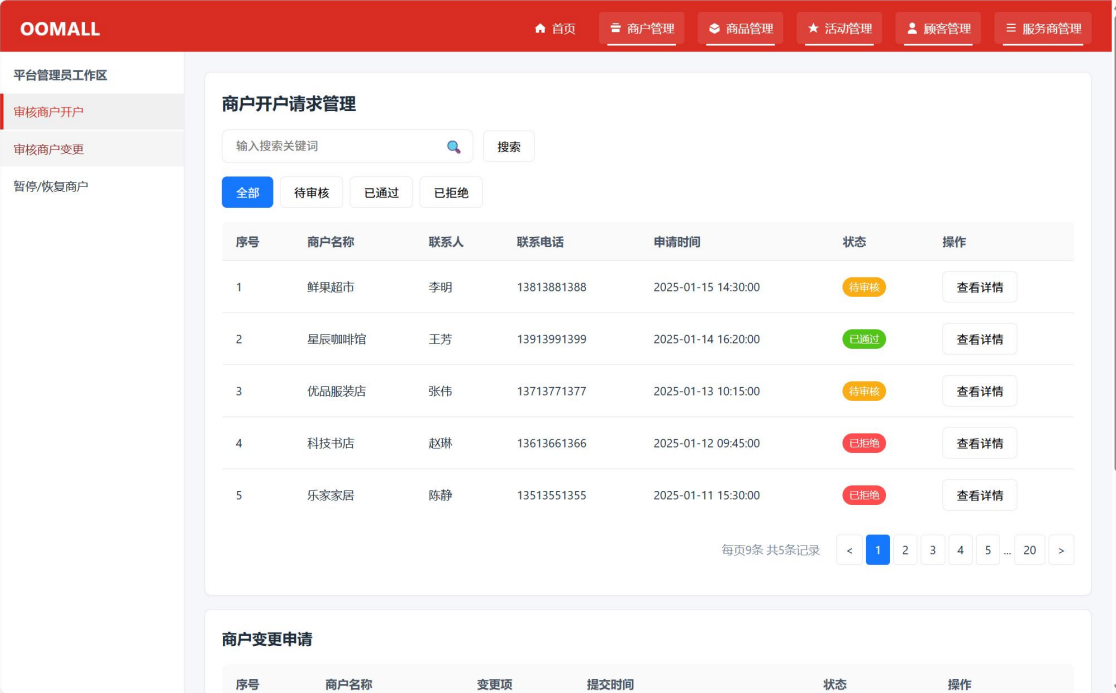 OOMALL 首页 商户管理 商品管理 活动管理 顾客管理 服务商管理
平台管理员工作区
审核商户开户
审核商户变更
暂停/恢复商户
商户开户请求管理
输入搜索关键词 搜索
全部 待审核 已通过 已拒绝
序号 商户名称 联系人 联系电话 申请时间 状态 操作
1 鲜果超市 李明 13813881388 2025-01-15 14:30:00 待审核 查看详情
2 星辰咖啡馆 王芳 13913991399 2025-01-14 16:20:00 已通过 查看详情
3 优品服装店 张伟 13713771377 2025-01-13 10:15:00 待审核 查看详情
4 科技书店 赵琳 13613661366 2025-01-12 09:45:00 已拒绝 查看详情
5 乐家家居 陈静 13513551355 2025-01-11 15:30:00 已拒绝 查看详情
每页9条 共5条记录 < 1 2 3 4 5 ... 20 >
商户变更申请
序号 商户名称 变更项 提交时间 状态 操作